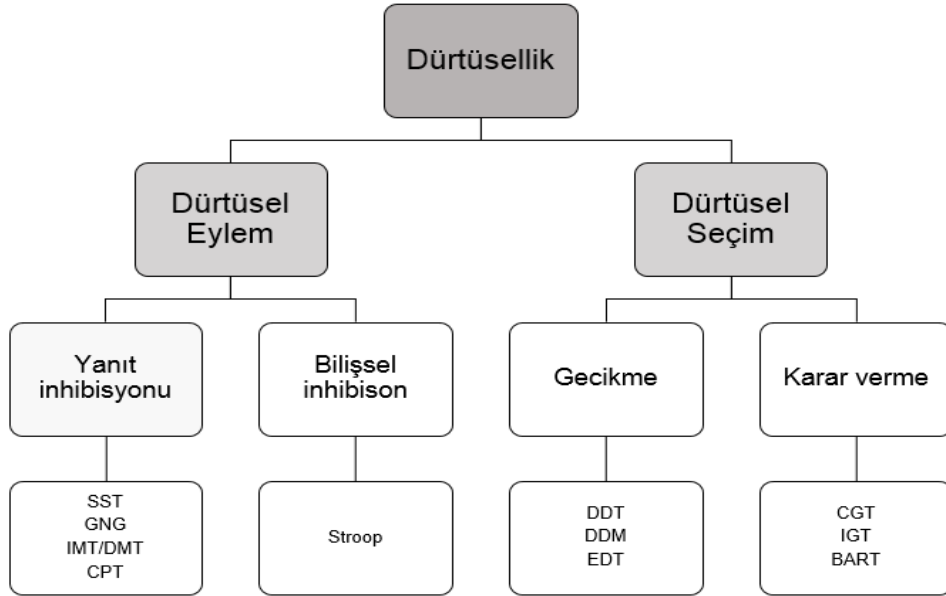 Dürtüsellik
Dürtüsel
Eylem
Dürtüsel
Seçim
Yanıt
inhibisyonu
Bilişsel
inhibison
Gecikme
Karar verme
SST
GNG
IMT/DMT
CPT
Stroop
DDT
DDM
EDT
CGT
IGT
BART